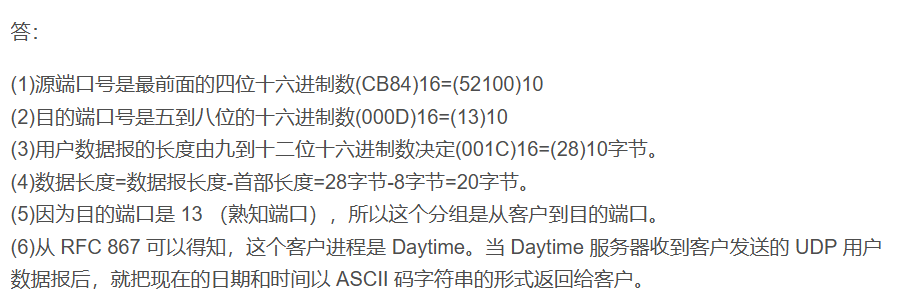 答：
(1)源端口号是最前面的四位十六进制数(CB84)16=(52100)10
(2)目的端口号是五到八位的十六进制数(000D)16=(13)10
(3)用户数据报的长度由九到十二位十六进制数决定(001C)16=(28)10字节。
(4)数据长度=数据报长度-首部长度=28字节-8字节=20字节。
(5)因为目的端口是 13 （熟知端口），所以这个分组是从客户到目的端口。
(6)从 RFC 867 可以得知，这个客户进程是 Daytime。当 Daytime 服务器收到客户发送的 UDP 用户
数据报后，就把现在的日期和时间以 ASCII 码字符串的形式返回给客户。